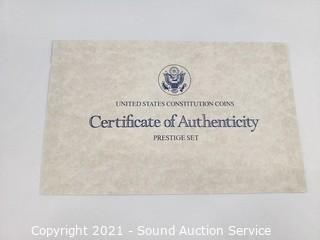 UNITED STATES CONSTITUTION COINS
Certificate of Authenticity
PRESTIGE SET
Copyright 2021 - Sound Auction Service